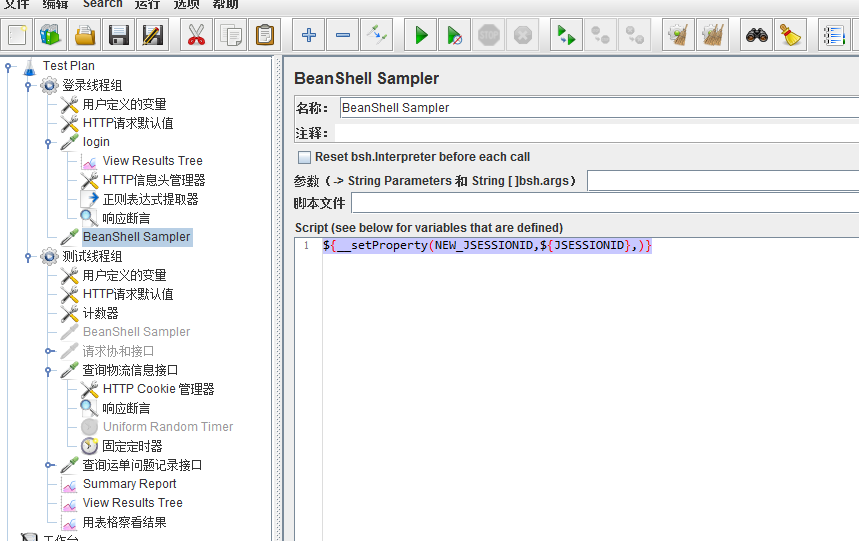 文件 编辑 Search 运行 选项 帮助
STOP
Test Plan
登录线程组
用户定义的变量
HTTP请求默认值
login
View Results Tree
HTTP信息头管理器
正则表达式提取器
响应断言
BeanShell Sampler
测试线程组
用户定义的变量
HTTP请求默认值
计数器
BeanShell Sampler
请求协和接口
查询物流信息接口
HTTP Cookie 管理器
响应断言
Uniform Random Timer
固定定时器
查询运单问题记录接口
Summary Report
View Results Tree
用表格察看结果
工作台
BeanShell Sampler
名称: BeanShell Sampler
注释:
Reset bsh.Interpreter before each call
参数 (-> String Parameters 和 String []bsh.args)
脚本文件
Script (see below for variables that are defined)
1 ${__setProperty(NEW_JSESSIONID,${JSESSIONID},)}